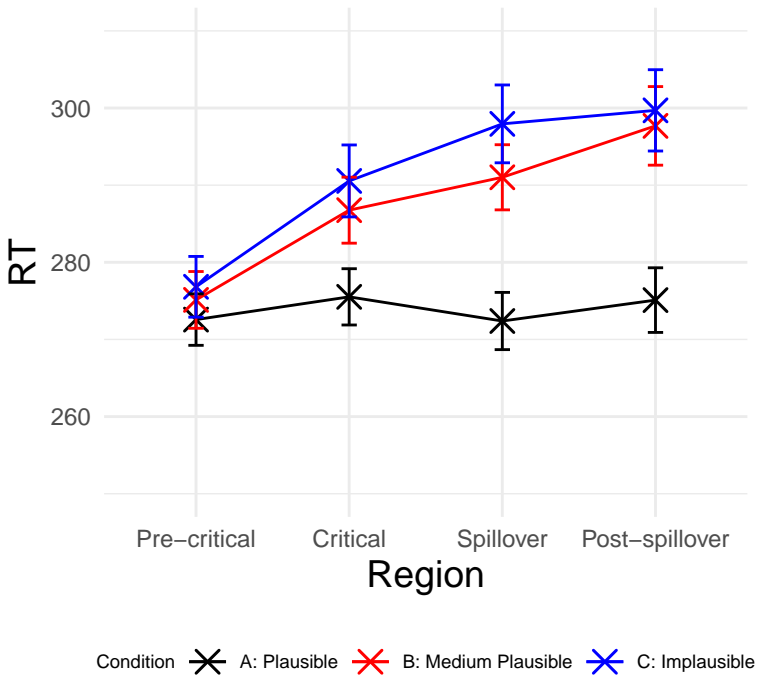 RT
300
280
260
Pre−critical Critical Spillover Post−spillover
Region
Condition A: Plausible B: Medium Plausible C: Implausible